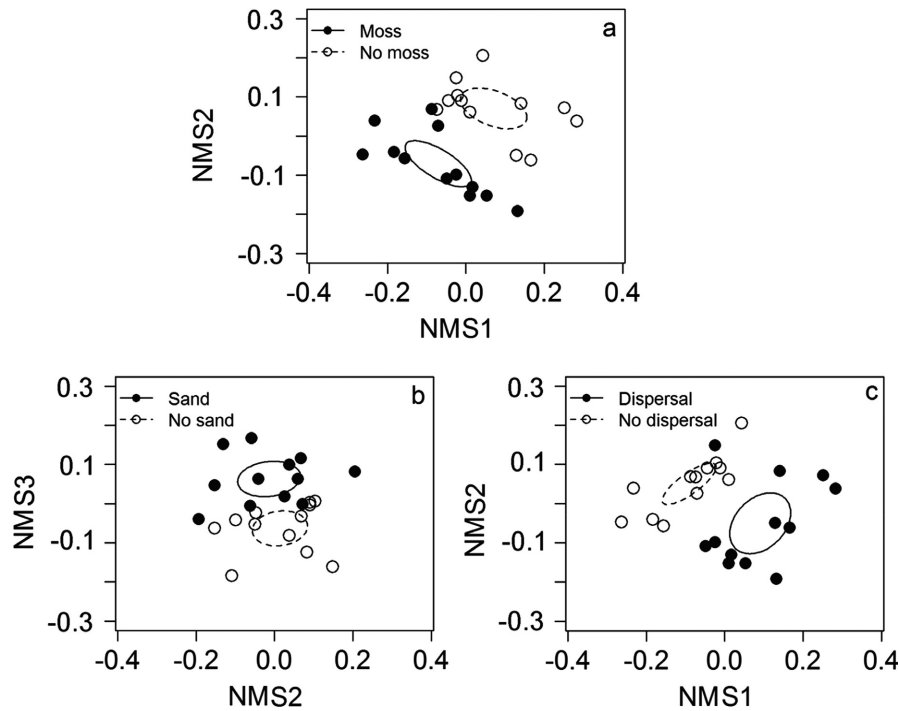 0.3
0.1
-0.1
-0.3
NMS2
Moss
No moss
a
-0.4
-0.2
0.0
0.2
0.4
NMS1
0.3
0.1
-0.1
-0.3
NMS3
Sand
No sand
b
-0.4
-0.2
0.0
0.2
0.4
NMS2
0.3
0.1
-0.1
-0.3
NMS2
Dispersal
No dispersal
c
-0.4
-0.2
0.0
0.2
0.4
NMS1